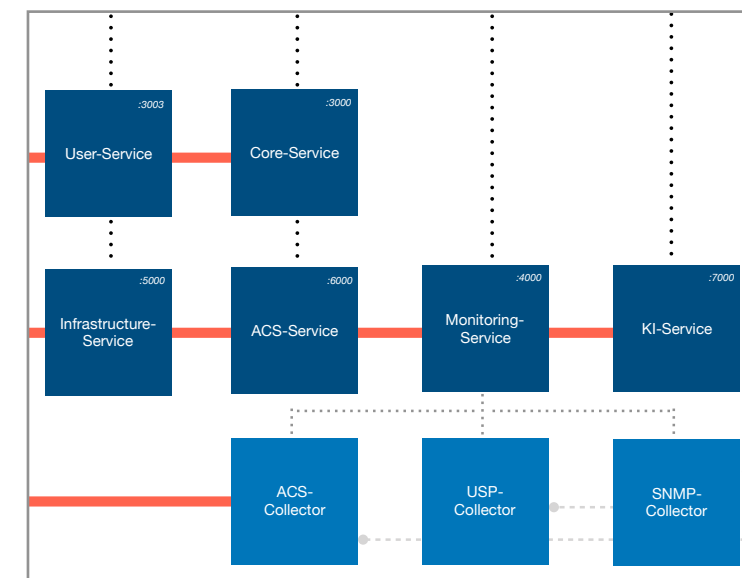 :3003
User-Service
:3000
Core-Service
:5000
Infrastructure-
Service
:6000
ACS-Service
:4000
Monitoring-
Service
:7000
KI-Service
ACS-
Collector
USP-
Collector
SNMP-
Collector